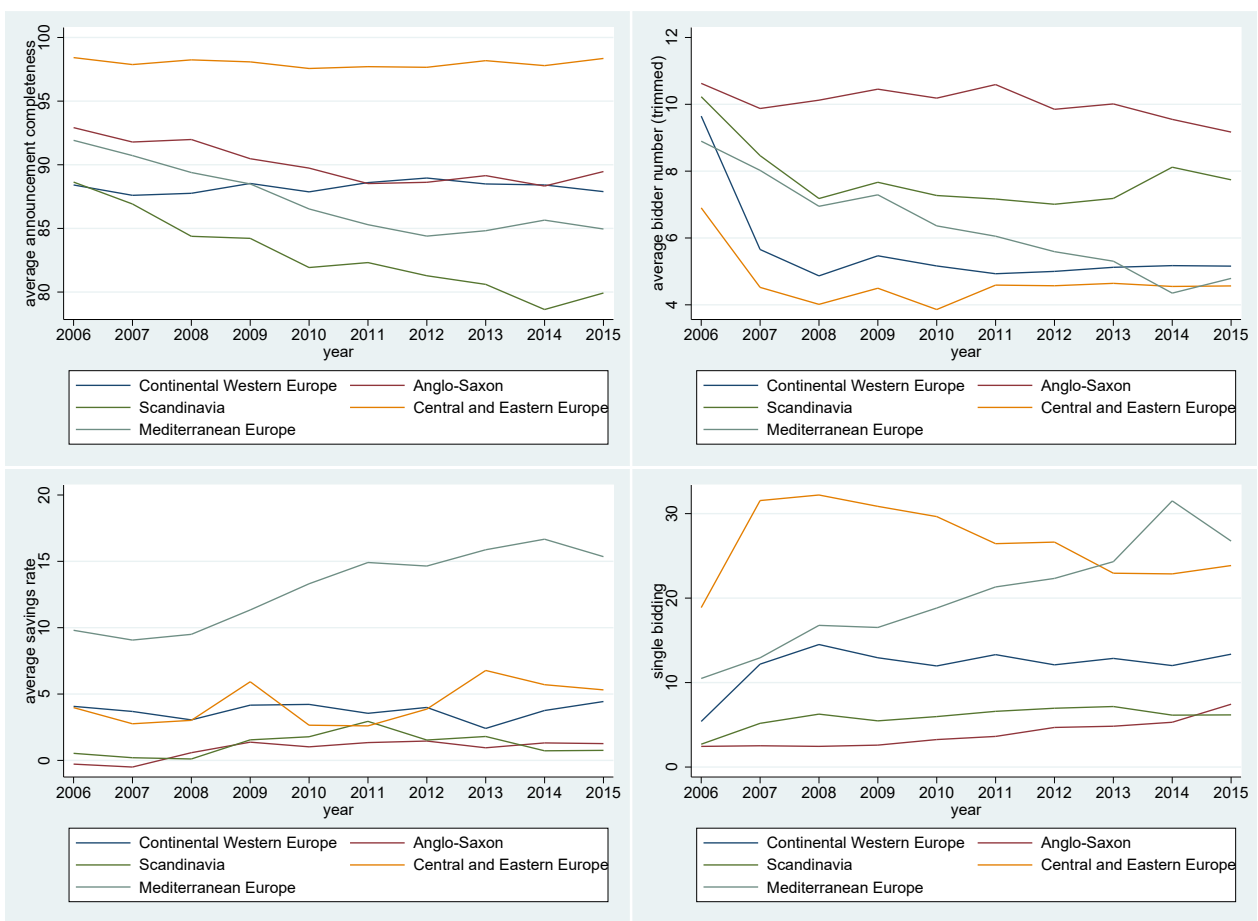 average announcement completeness
100
95
90
85
80
2006 2007 2008 2009 2010 2011 2012 2013 2014 2015
year
Continental Western Europe Anglo-Saxon
Scandinavia Central and Eastern Europe
Mediterranean Europe
average bidder number (trimmed)
12
10
8
6
4
2006 2007 2008 2009 2010 2011 2012 2013 2014 2015
year
Continental Western Europe Anglo-Saxon
Scandinavia Central and Eastern Europe
Mediterranean Europe
average savings rate
20
15
10
5
0
2006 2007 2008 2009 2010 2011 2012 2013 2014 2015
year
Continental Western Europe Anglo-Saxon
Scandinavia Central and Eastern Europe
Mediterranean Europe
single bidding
30
20
10
0
2006 2007 2008 2009 2010 2011 2012 2013 2014 2015
year
Continental Western Europe Anglo-Saxon
Scandinavia Central and Eastern Europe
Mediterranean Europe